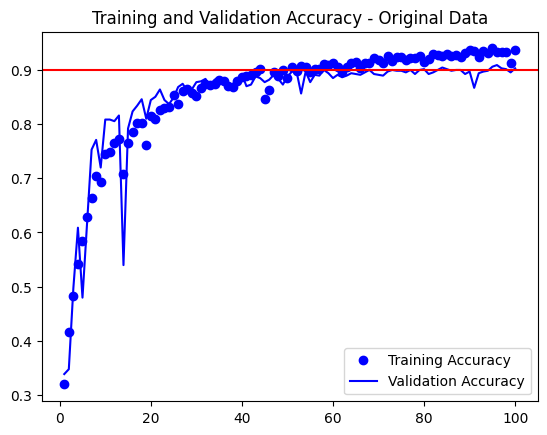 Training and Validation Accuracy - Original Data
0.9
0.8
0.7
0.6
0.5
0.4
0.3
Training Accuracy
Validation Accuracy
0 20 40 60 80 100